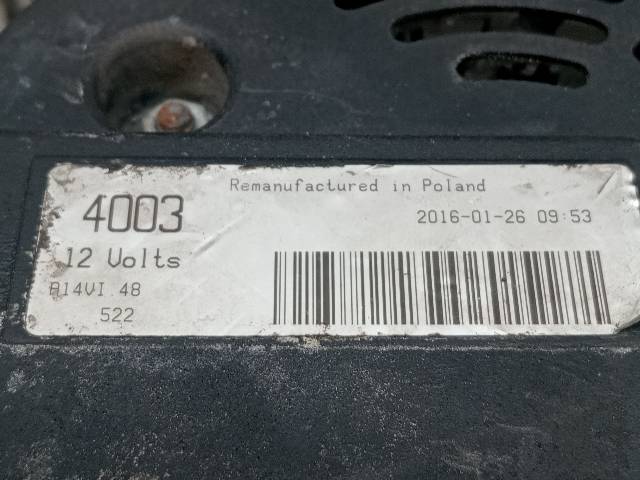 Remanufactured in Poland
4003
2016-01-26 09:53
12 Volts
A14VI 48
522